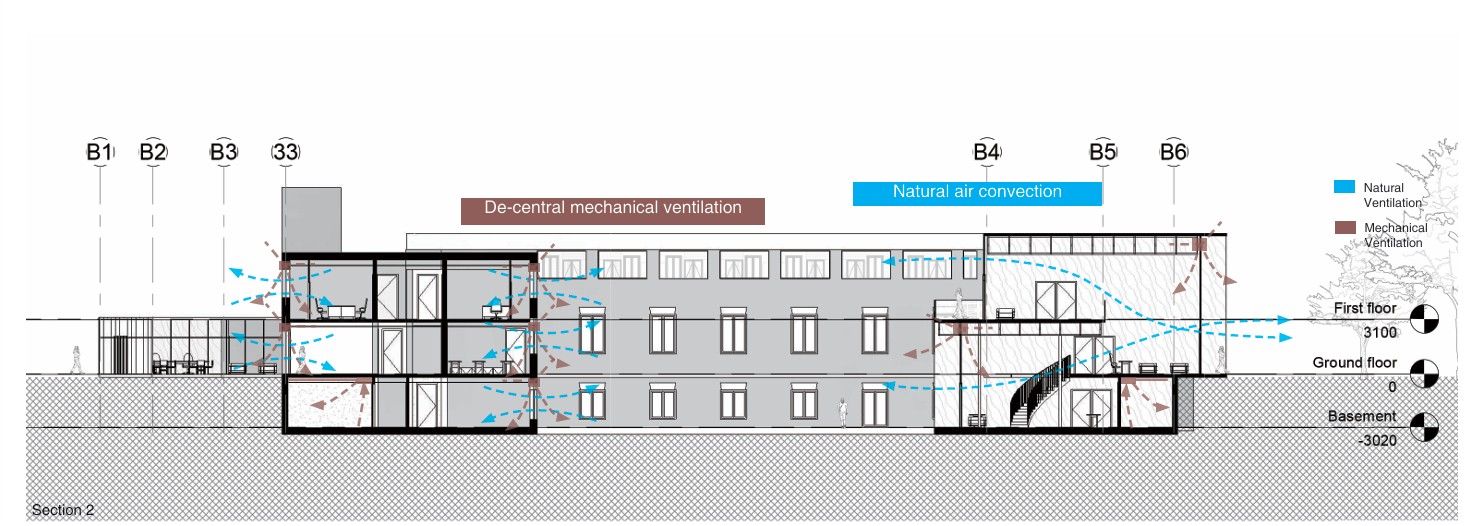 B1
B2
B3
33
B4
B5
B6
De-central mechanical ventilation
Natural air convection
Natural
Ventilation
Mechanical
Ventilation
First floor
3100
Ground floor
0
Basement
-3020
Section 2